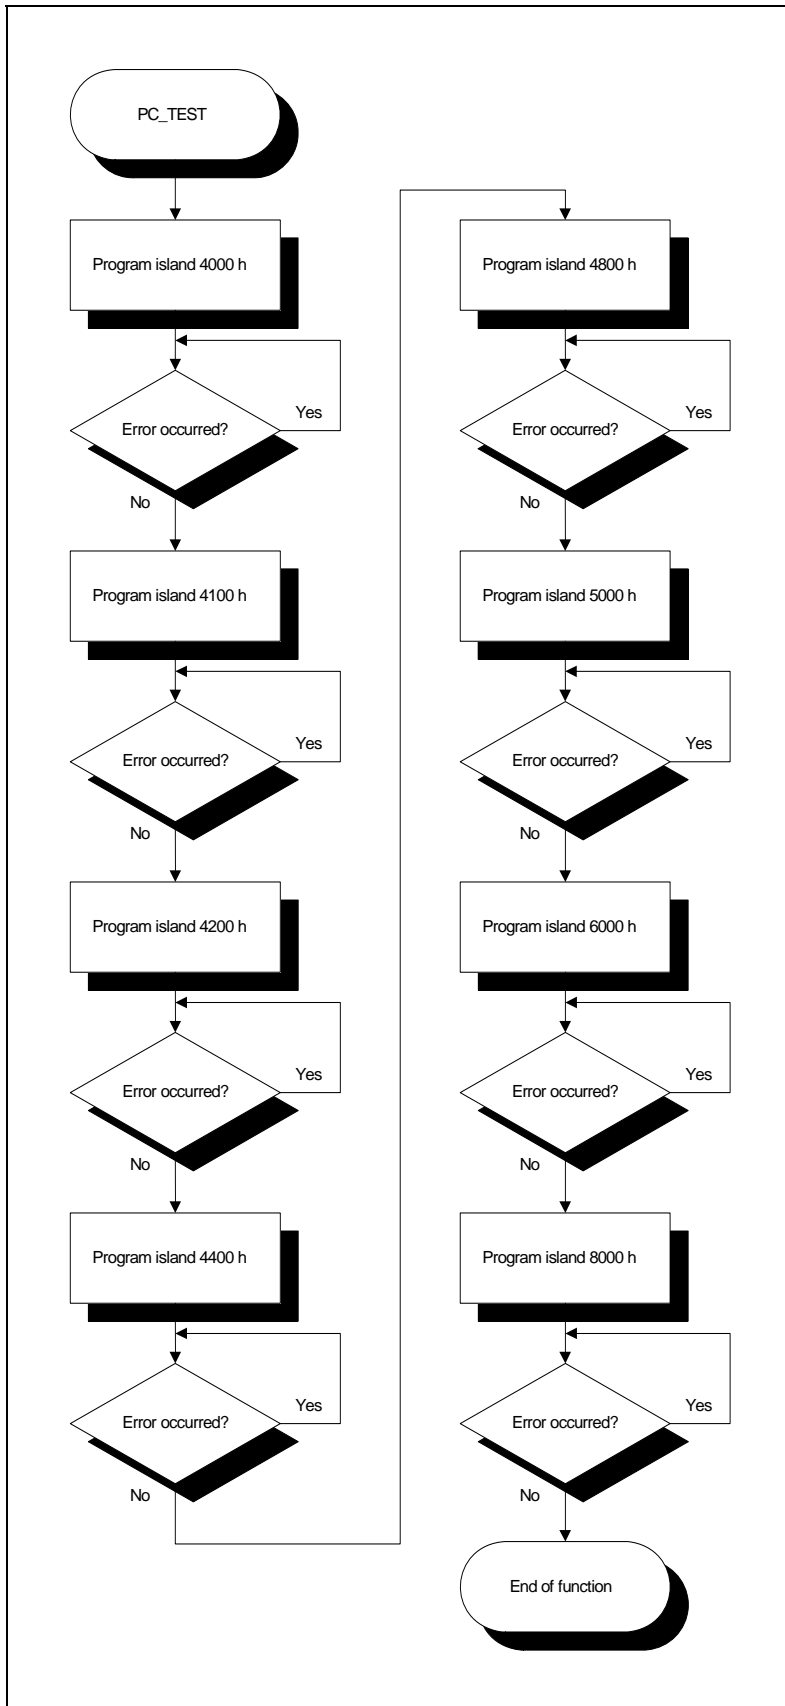 PC_TEST
Program island 4000 h
Error occurred?
Yes
No
Program island 4100 h
Error occurred?
Yes
No
Program island 4200 h
Error occurred?
Yes
No
Program island 4400 h
Error occurred?
Yes
No
Program island 4800 h
Error occurred?
Yes
No
Program island 5000 h
Error occurred?
Yes
No
Program island 6000 h
Error occurred?
Yes
No
Program island 8000 h
Error occurred?
Yes
No
End of function